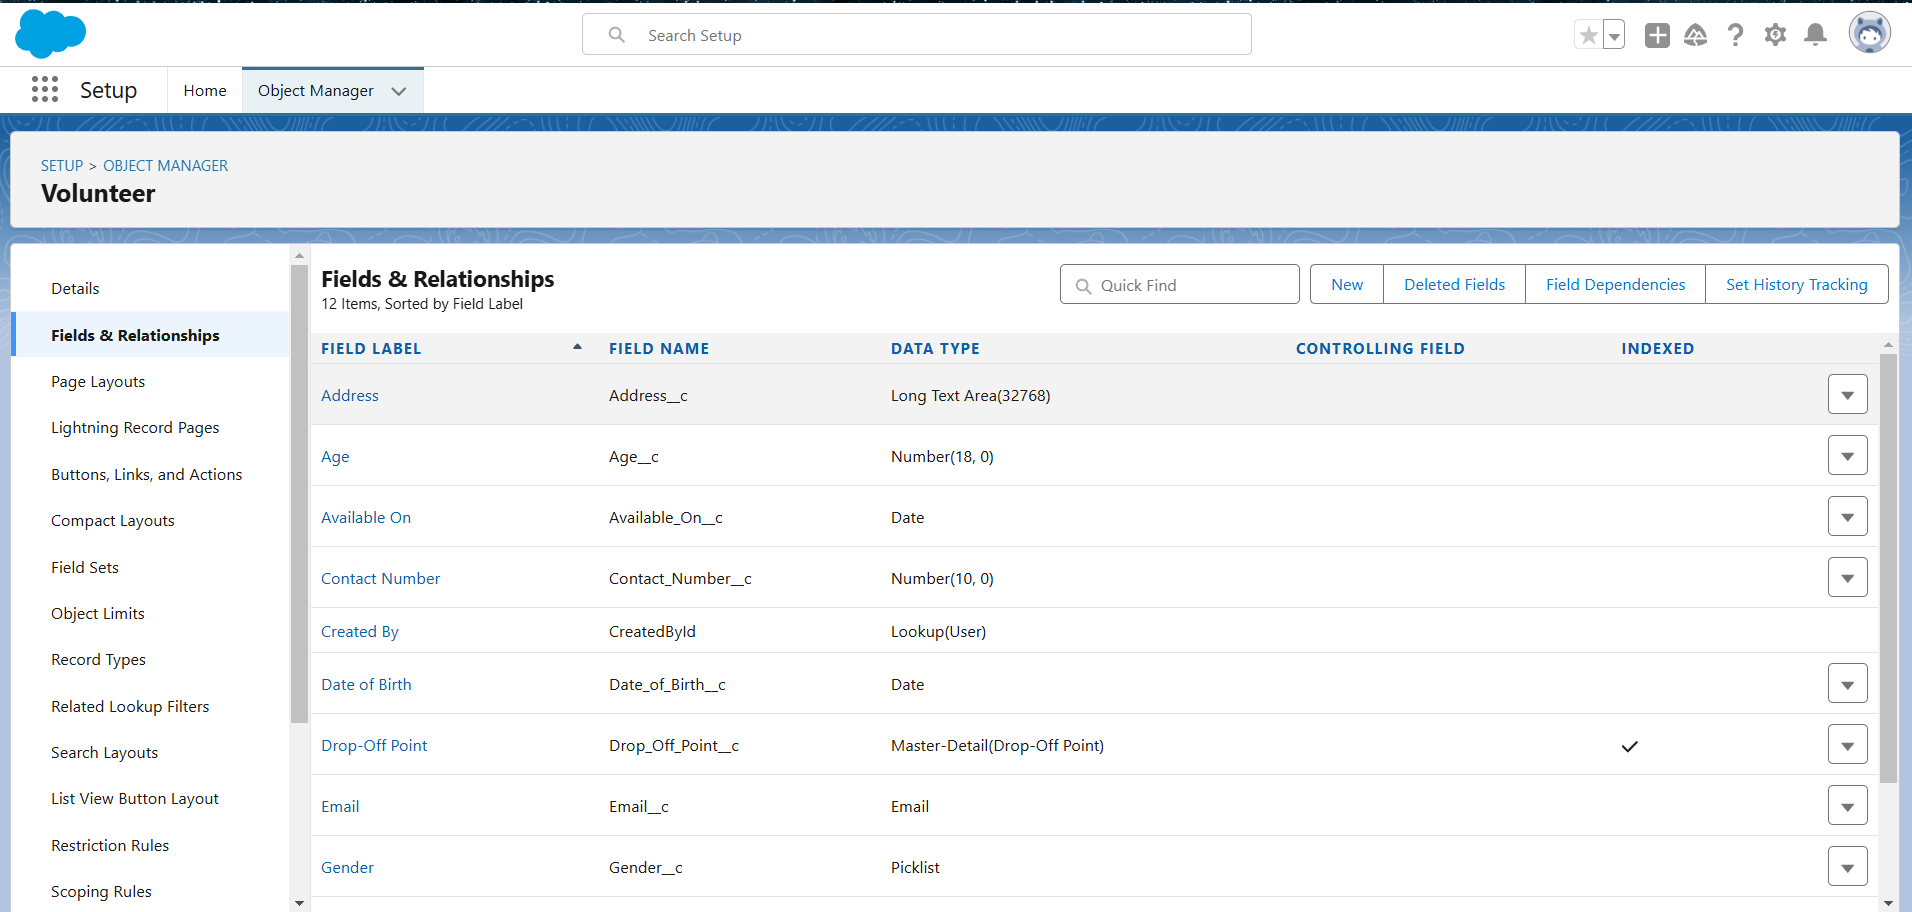 Search Setup
Setup
Home
Object Manager
SETUP > OBJECT MANAGER
Volunteer
Details
Fields & Relationships
Page Layouts
Lightning Record Pages
Buttons, Links, and Actions
Compact Layouts
Field Sets
Object Limits
Record Types
Related Lookup Filters
Search Layouts
List View Button Layout
Restriction Rules
Scoping Rules
Fields & Relationships
12 Items, Sorted by Field Label
Quick Find
New
Deleted Fields
Field Dependencies
Set History Tracking
FIELD LABEL FIELD NAME DATA TYPE CONTROLLING FIELD INDEXED
Address Address__c Long Text Area(32768)
Age Age__c Number(18, 0)
Available On Available_On__c Date
Contact Number Contact_Number__c Number(10, 0)
Created By CreatedById Lookup(User)
Date of Birth Date_of_Birth__c Date
Drop-Off Point Drop_Off_Point__c Master-Detail(Drop-Off Point)
Email Email__c Email
Gender Gender__c Picklist